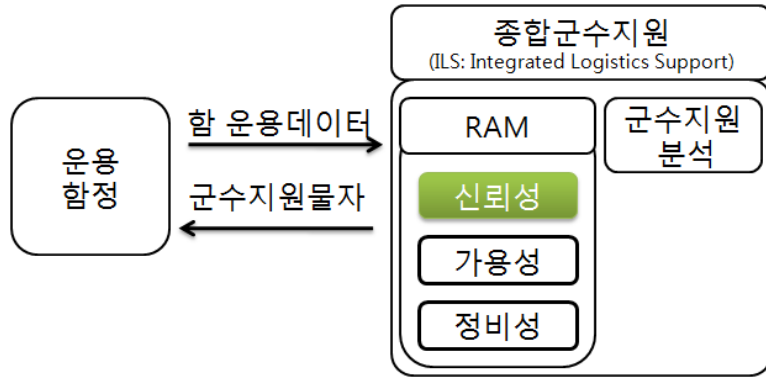 종합군수지원
(ILS: Integrated Logistics Support)
함 운용데이터
RAM
군수지원
분석
운용
함정
군수지원물자
신뢰성
가용성
정비성